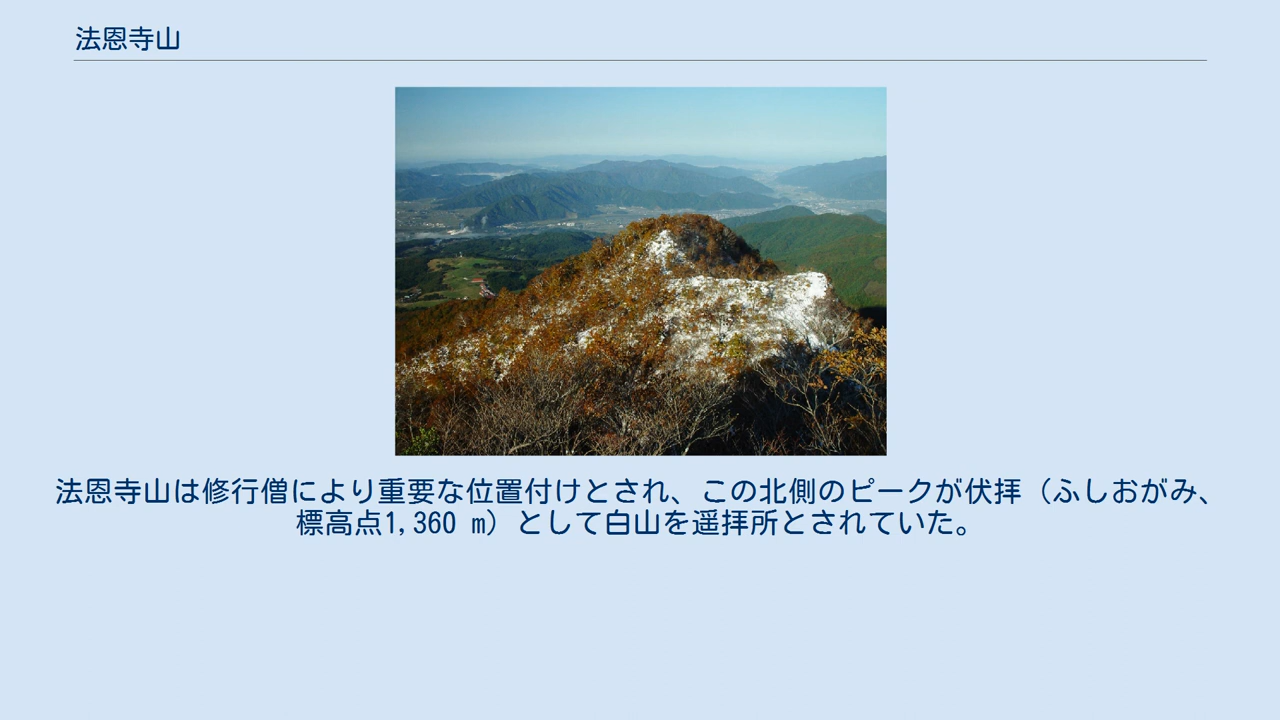 法恩寺山
法恩寺山は修行僧により重要な位置付けとされ、この北側のピークが伏拝（ふしおがみ、
標高点1,360 m）として白山を遥拝所とされていた。